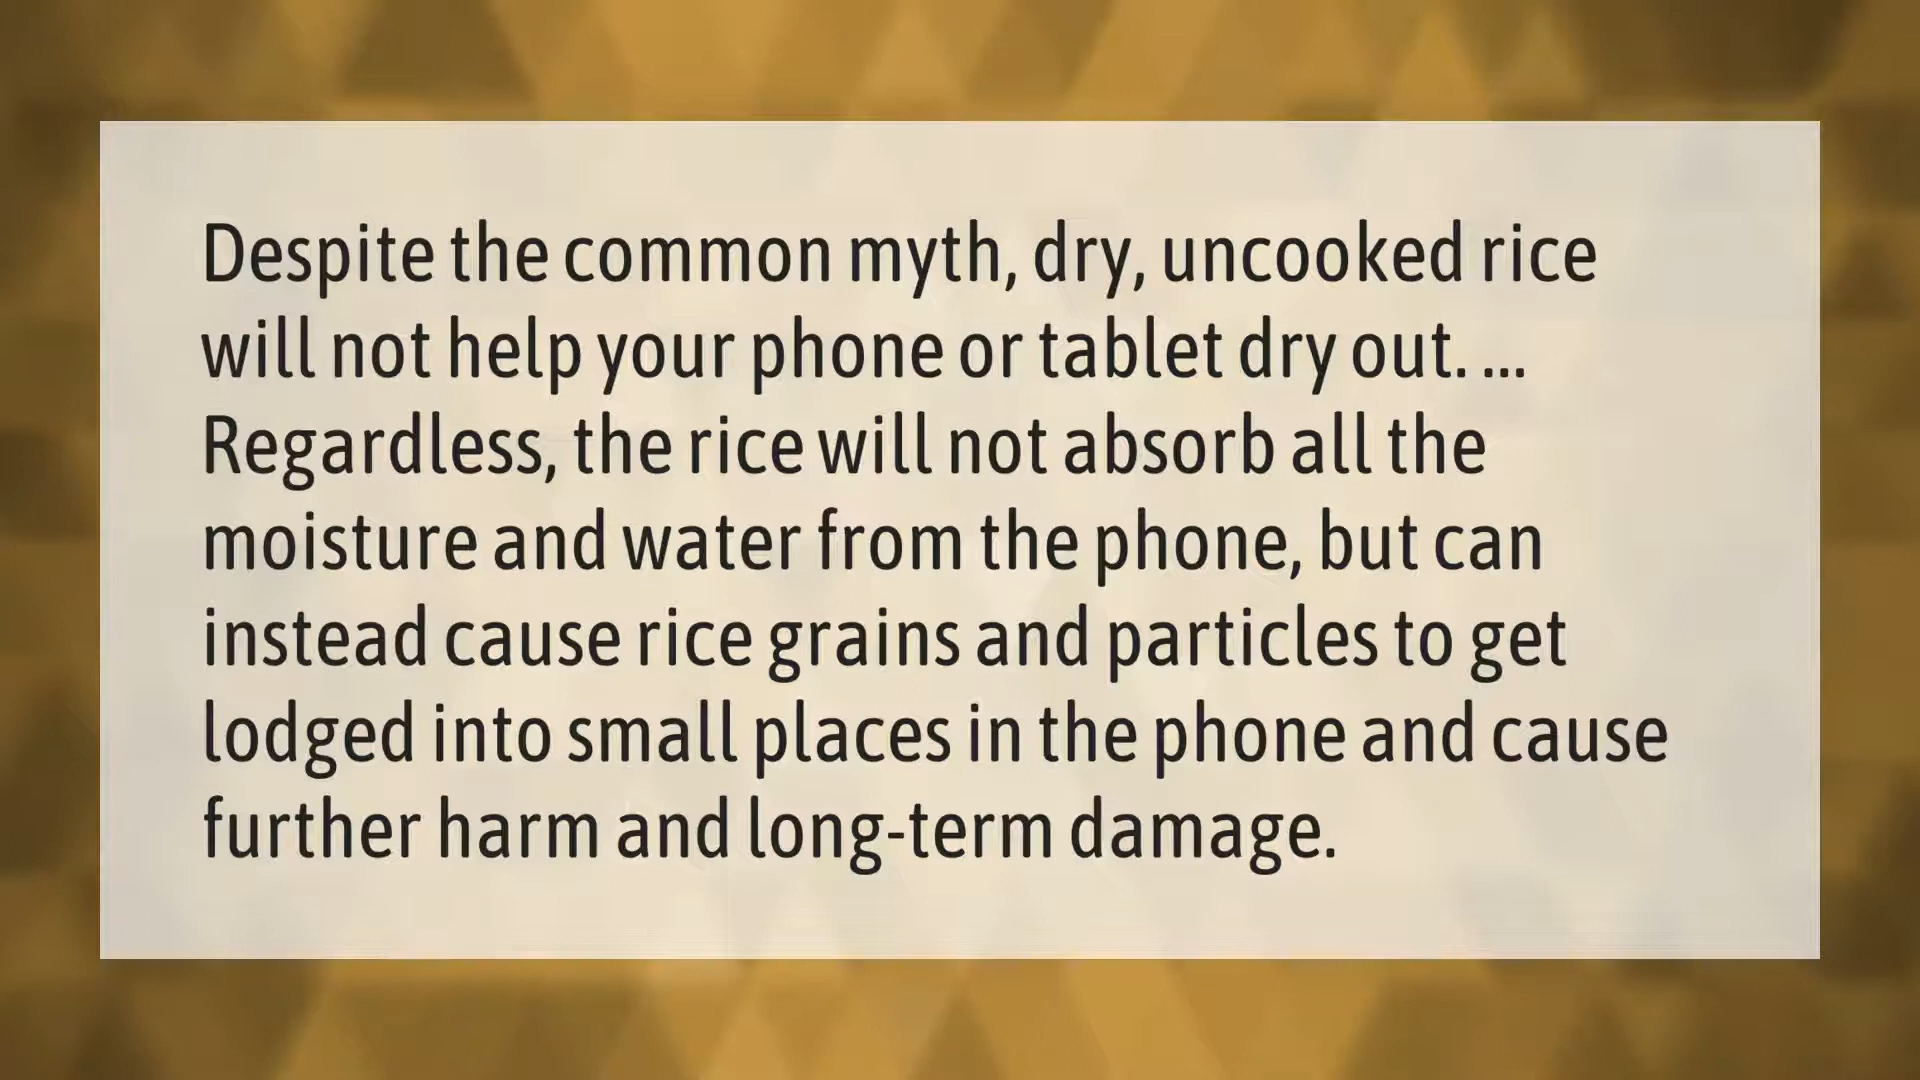 Despite the common myth, dry, uncooked rice
will not help your phone or tablet dry out. ...
Regardless, the rice will not absorb all the
moisture and water from the phone, but can
instead cause rice grains and particles to get
lodged into small places in the phone and cause
further harm and long-term damage.